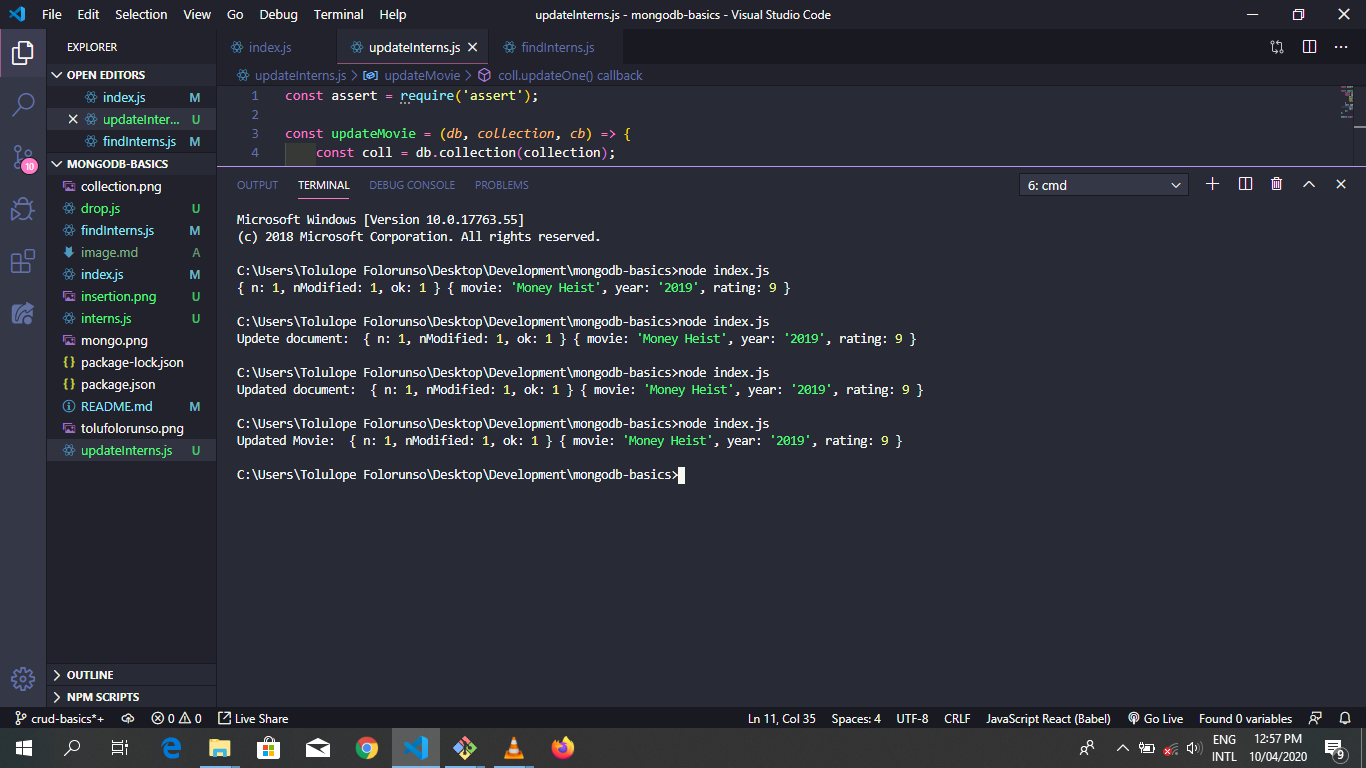 File Edit Selection View Go Debug Terminal Help
updateInterns.js - mongodb-basics - Visual Studio Code
EXPLORER
OPEN EDITORS
index.js M
updateInter... U
findInterns.js M
MONGODB-BASICS
collection.png
drop.js U
findInterns.js M
image.md A
index.js M
insertion.png U
interns.js U
mongo.png
package-lock.json
package.json
README.md M
tolufolorunso.png
updateInterns.js U
OUTLINE
NPM SCRIPTS
10
index.js updateInterns.js findInterns.js
updateInterns.js > updateMovie > coll.updateOne() callback
1 const assert = require('assert');
2
3 const updateMovie = (db, collection, cb) => {
4 const coll = db.collection(collection);
OUTPUT TERMINAL DEBUG CONSOLE PROBLEMS
6: cmd
Microsoft Windows [Version 10.0.17763.55]
(c) 2018 Microsoft Corporation. All rights reserved.
C:\Users\Tolulope Folorunso\Desktop\Development\mongodb-basics>node index.js
{ n: 1, nModified: 1, ok: 1 } { movie: 'Money Heist', year: '2019', rating: 9 }
C:\Users\Tolulope Folorunso\Desktop\Development\mongodb-basics>node index.js
Updete document:  { n: 1, nModified: 1, ok: 1 } { movie: 'Money Heist', year: '2019', rating: 9 }
C:\Users\Tolulope Folorunso\Desktop\Development\mongodb-basics>node index.js
Updated document:  { n: 1, nModified: 1, ok: 1 } { movie: 'Money Heist', year: '2019', rating: 9 }
C:\Users\Tolulope Folorunso\Desktop\Development\mongodb-basics>node index.js
Updated Movie:  { n: 1, nModified: 1, ok: 1 } { movie: 'Money Heist', year: '2019', rating: 9 }
C:\Users\Tolulope Folorunso\Desktop\Development\mongodb-basics>
crud-basics*+ 0 0 Live Share
Ln 11, Col 35 Spaces: 4 UTF-8 CRLF JavaScript React (Babel) Go Live Found 0 variables
ENG 12:57 PM
INTL 10/04/2020
9